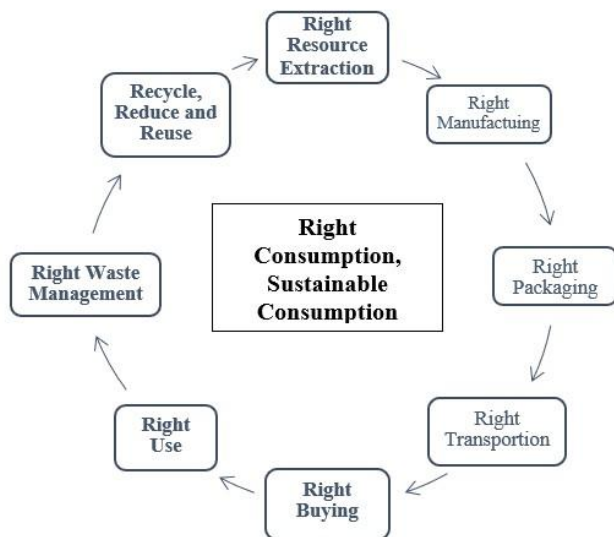 Right
Resource
Extraction
Right
Manufactuing
Right
Packaging
Right
Transportion
Right
Buying
Right
Use
Right Waste
Management
Recycle,
Reduce and
Reuse
Right
Consumption,
Sustainable
Consumption